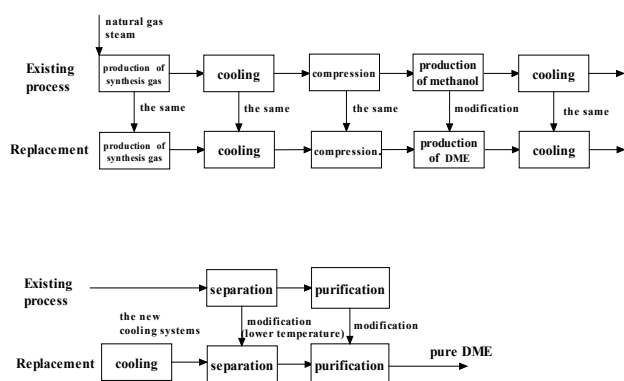 natural gas
steam
Existing
process
production of
synthesis gas
cooling
compression
production
of methanol
cooling
the same
the same
the same
modification
the same
Replacement
production of
synthesis gas
cooling
compression.
production
of DME
cooling
Existing
process
separation
purification
the new
cooling systems
modification
(lower temperature)
modification
Replacement
cooling
separation
purification
pure DME